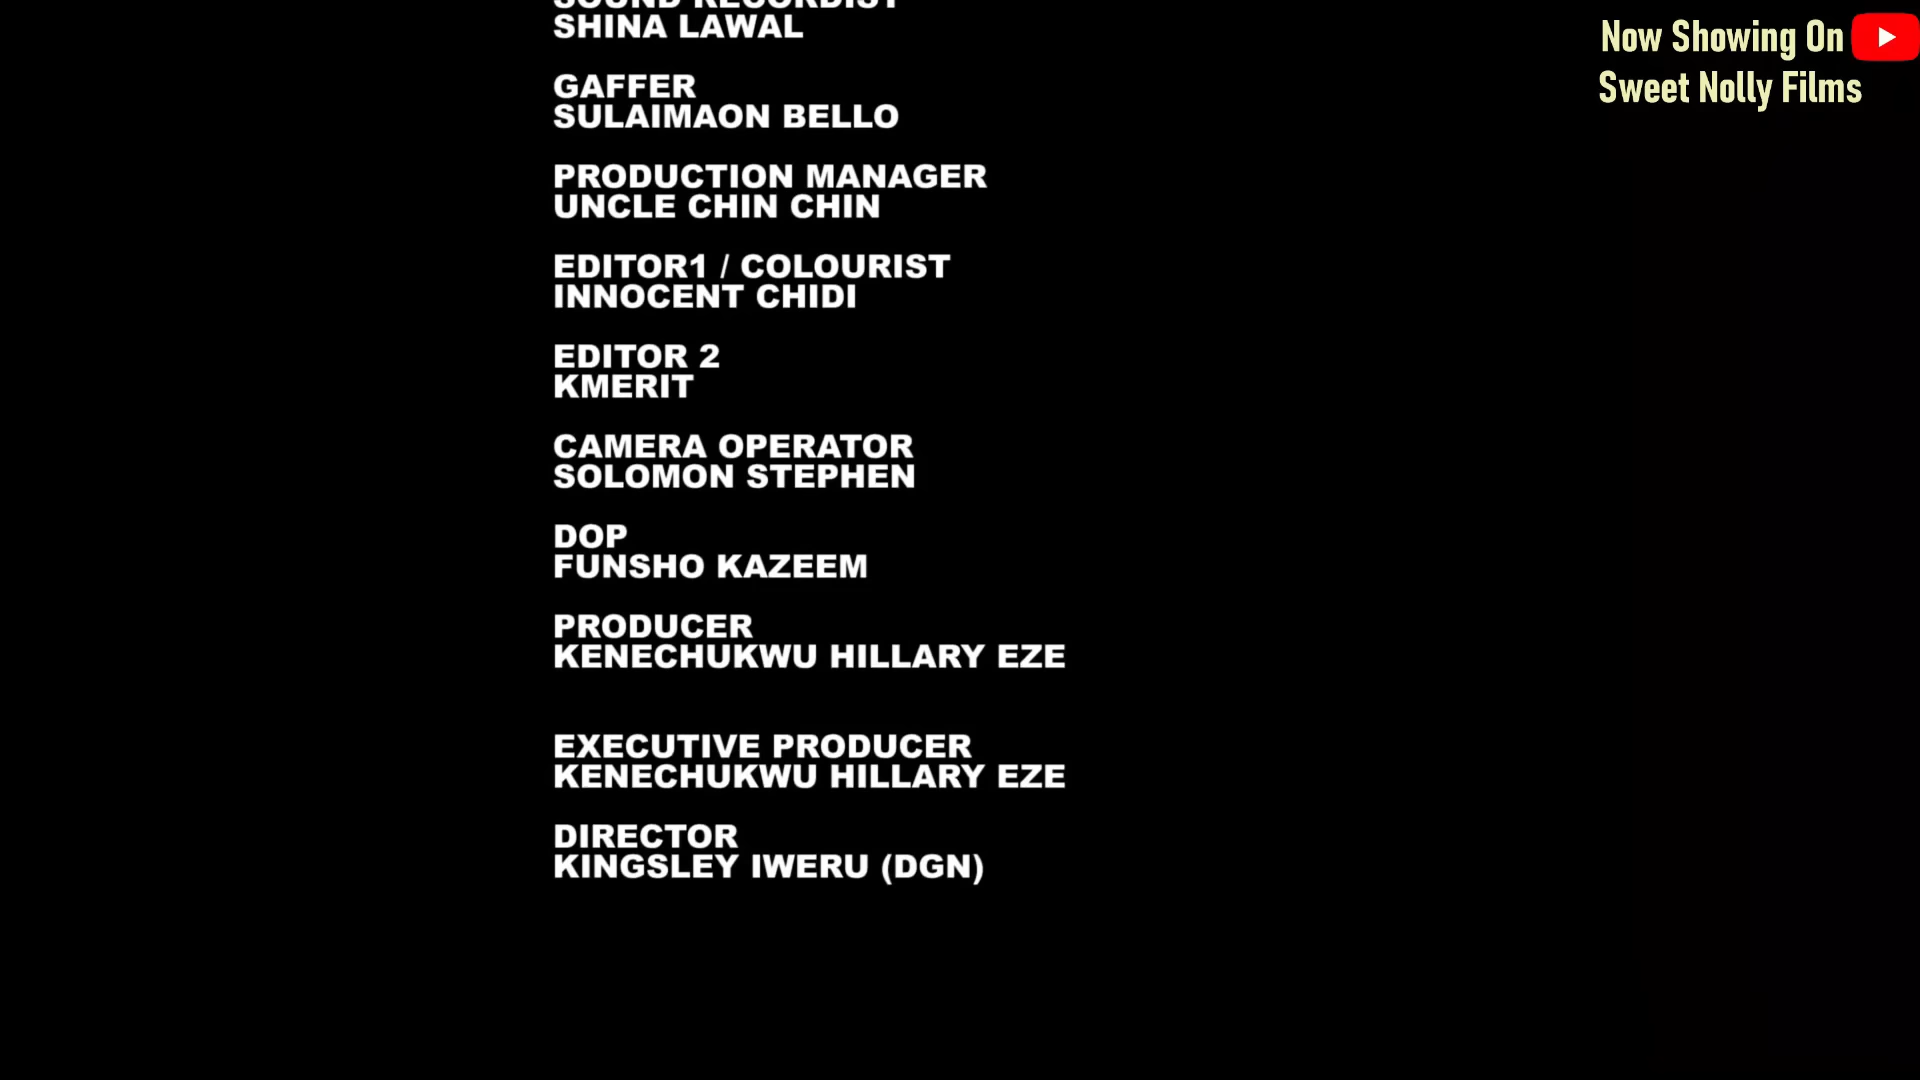 SOUND RECORDIST
SHINA LAWAL
GAFFER
SULAIMAON BELLO
PRODUCTION MANAGER
UNCLE CHIN CHIN
EDITOR1 / COLOURIST
INNOCENT CHIDI
EDITOR 2
KMERIT
CAMERA OPERATOR
SOLOMON STEPHEN
DOP
FUNSHO KAZEEM
PRODUCER
KENECHUKWU HILLARY EZE
EXECUTIVE PRODUCER
KENECHUKWU HILLARY EZE
DIRECTOR
KINGSLEY IWERU (DGN)
Now Showing On
Sweet Nolly Films